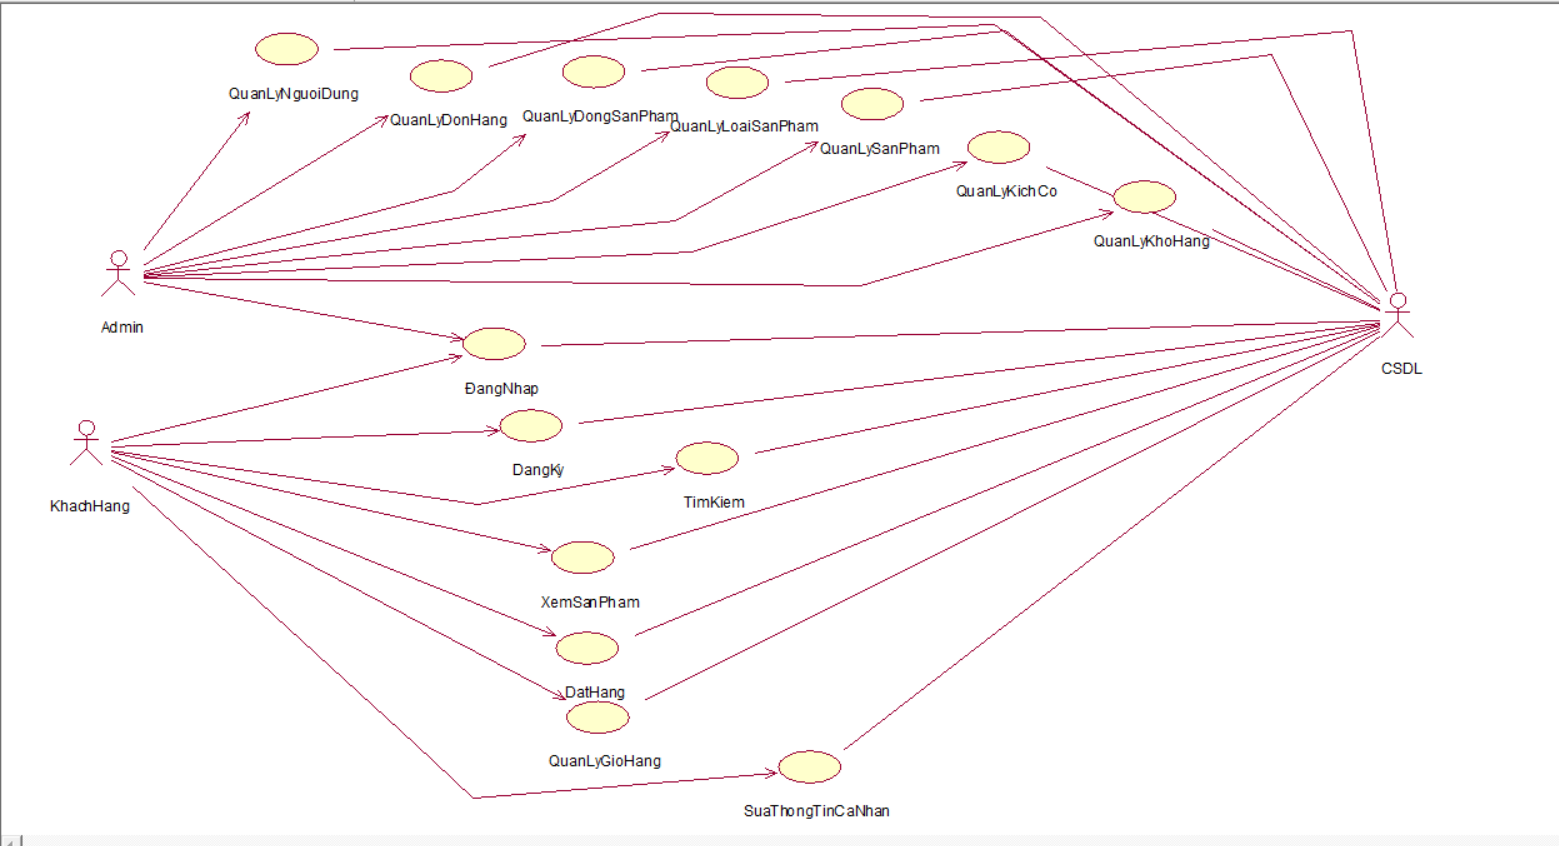 QuanLyNguoiDung
QuanLyDonHang
QuanLyDongSanPham
QuanLyLoaiSanPham
QuanLySanPham
QuanLyKichCo
QuanLyKhoHang
Admin
ĐangNhap
CSDL
DangKy
KhachHang
TimKiem
XemSanPham
DatHang
QuanLyGioHang
SuaThongTinCaNhan